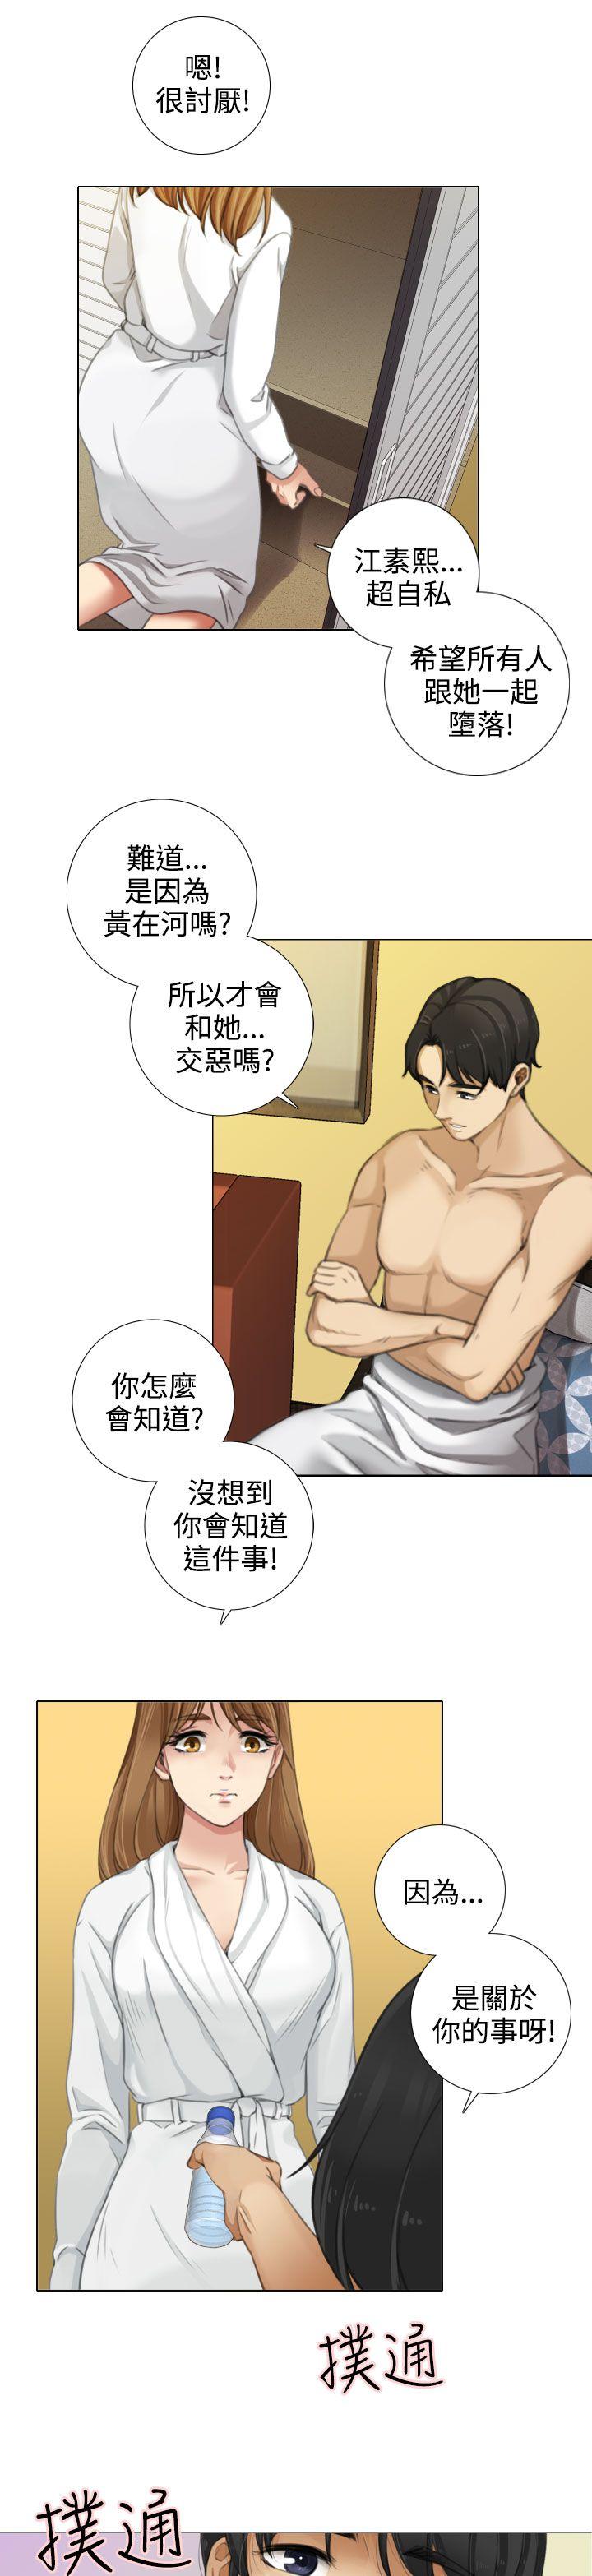 嗯!
很討厭!
江素熙...
超自私
希望所有人
跟她一起
墮落!
難道...
是因為
黃在河嗎?
所以才會
和她...
交惡嗎?
你怎麼
會知道?
沒想到
你會知道
這件事!
因為...
是關於
你的事呀!
撲通
撲通